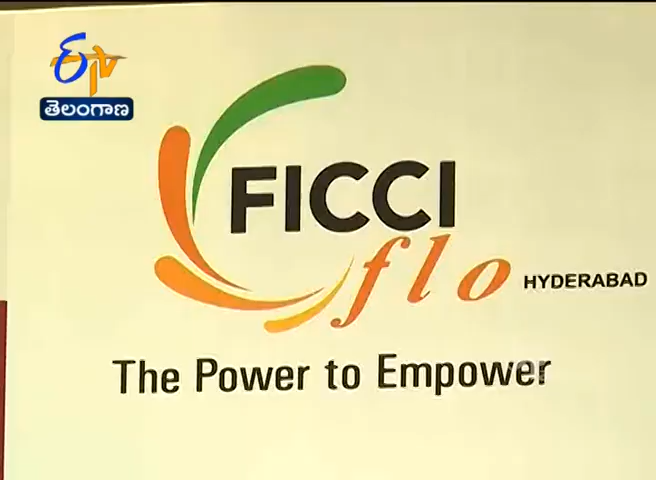 ETV
తెలంగాణ
FICCI
flo
HYDERABAD
The Power to Empower